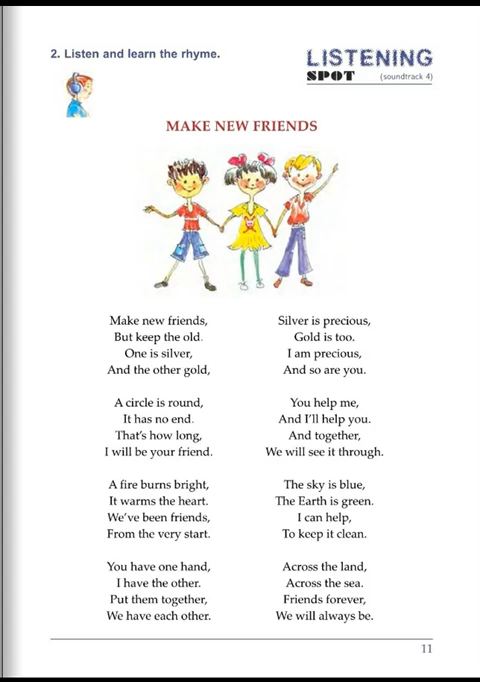 2. Listen and learn the rhyme.
LISTENING
SPOT (soundtrack 4)
MAKE NEW FRIENDS
Make new friends,
But keep the old.
One is silver,
And the other gold,
A circle is round,
It has no end.
That's how long,
I will be your friend.
A fire burns bright,
It warms the heart.
We've been friends,
From the very start.
You have one hand,
I have the other.
Put them together,
We have each other.
Silver is precious,
Gold is too.
I am precious,
And so are you.
You help me,
And I'll help you.
And together,
We will see it through.
The sky is blue,
The Earth is green.
I can help,
To keep it clean.
Across the land,
Across the sea.
Friends forever,
We will always be.
11